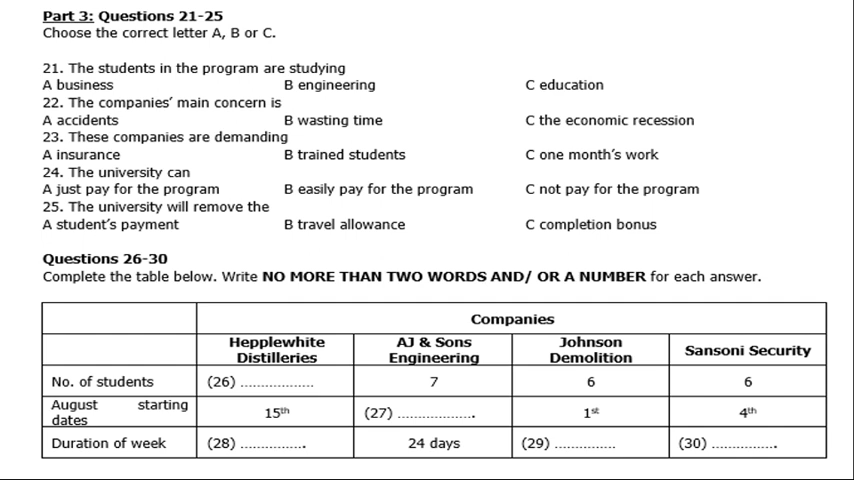 Part 3: Questions 21-25
Choose the correct letter A, B or C.
21. The students in the program are studying
A business B engineering C education
22. The companies' main concern is
A accidents B wasting time C the economic recession
23. These companies are demanding
A insurance B trained students C one month's work
24. The university can
A just pay for the program B easily pay for the program C not pay for the program
25. The university will remove the
A student's payment B travel allowance C completion bonus
Questions 26-30
Complete the table below. Write NO MORE THAN TWO WORDS AND/ OR A NUMBER for each answer.
Companies
Hepplewhite Distilleries AJ & Sons Engineering Johnson Demolition Sansoni Security
No. of students (26) .................. 7 6 6
August starting dates 15th (27) ................... 1st 4th
Duration of week (28) ............... 24 days (29) ............... (30) ................